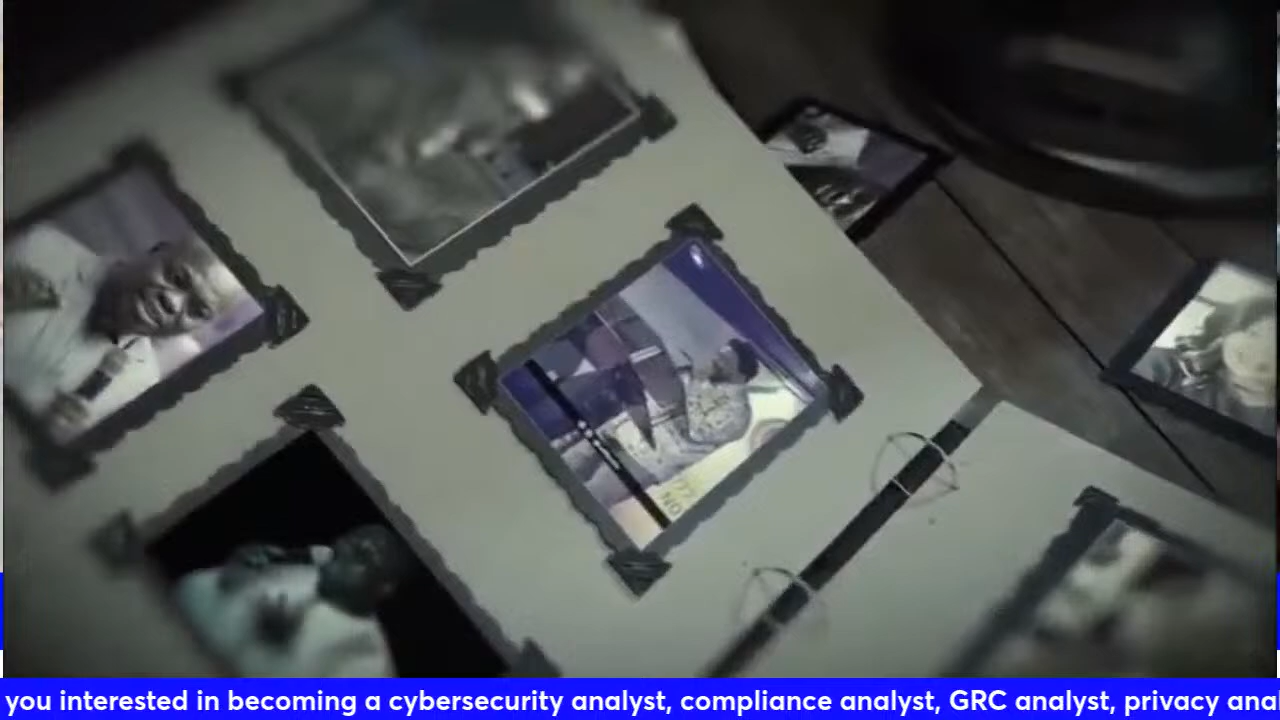 you interested in becoming a cybersecurity analyst, compliance analyst, GRC analyst, privacy ana